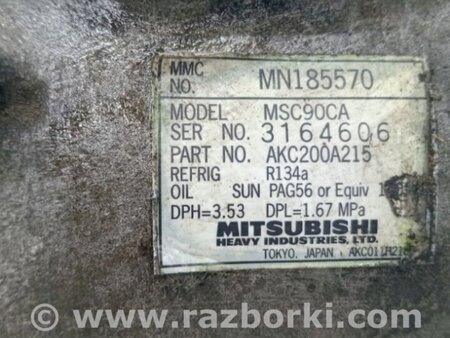 MMC NO. MN185570
MODEL MSC90CA
SER NO. 3164606
PART NO. AKC200A215
REFRIG R134a
OIL SUN PAG56 or Equiv
DPH=3.53 DPL=1.67 MPa
MITSUBISHI
HEAVY INDUSTRIES, LTD.
TOKYO, JAPAN
www.razborki.com